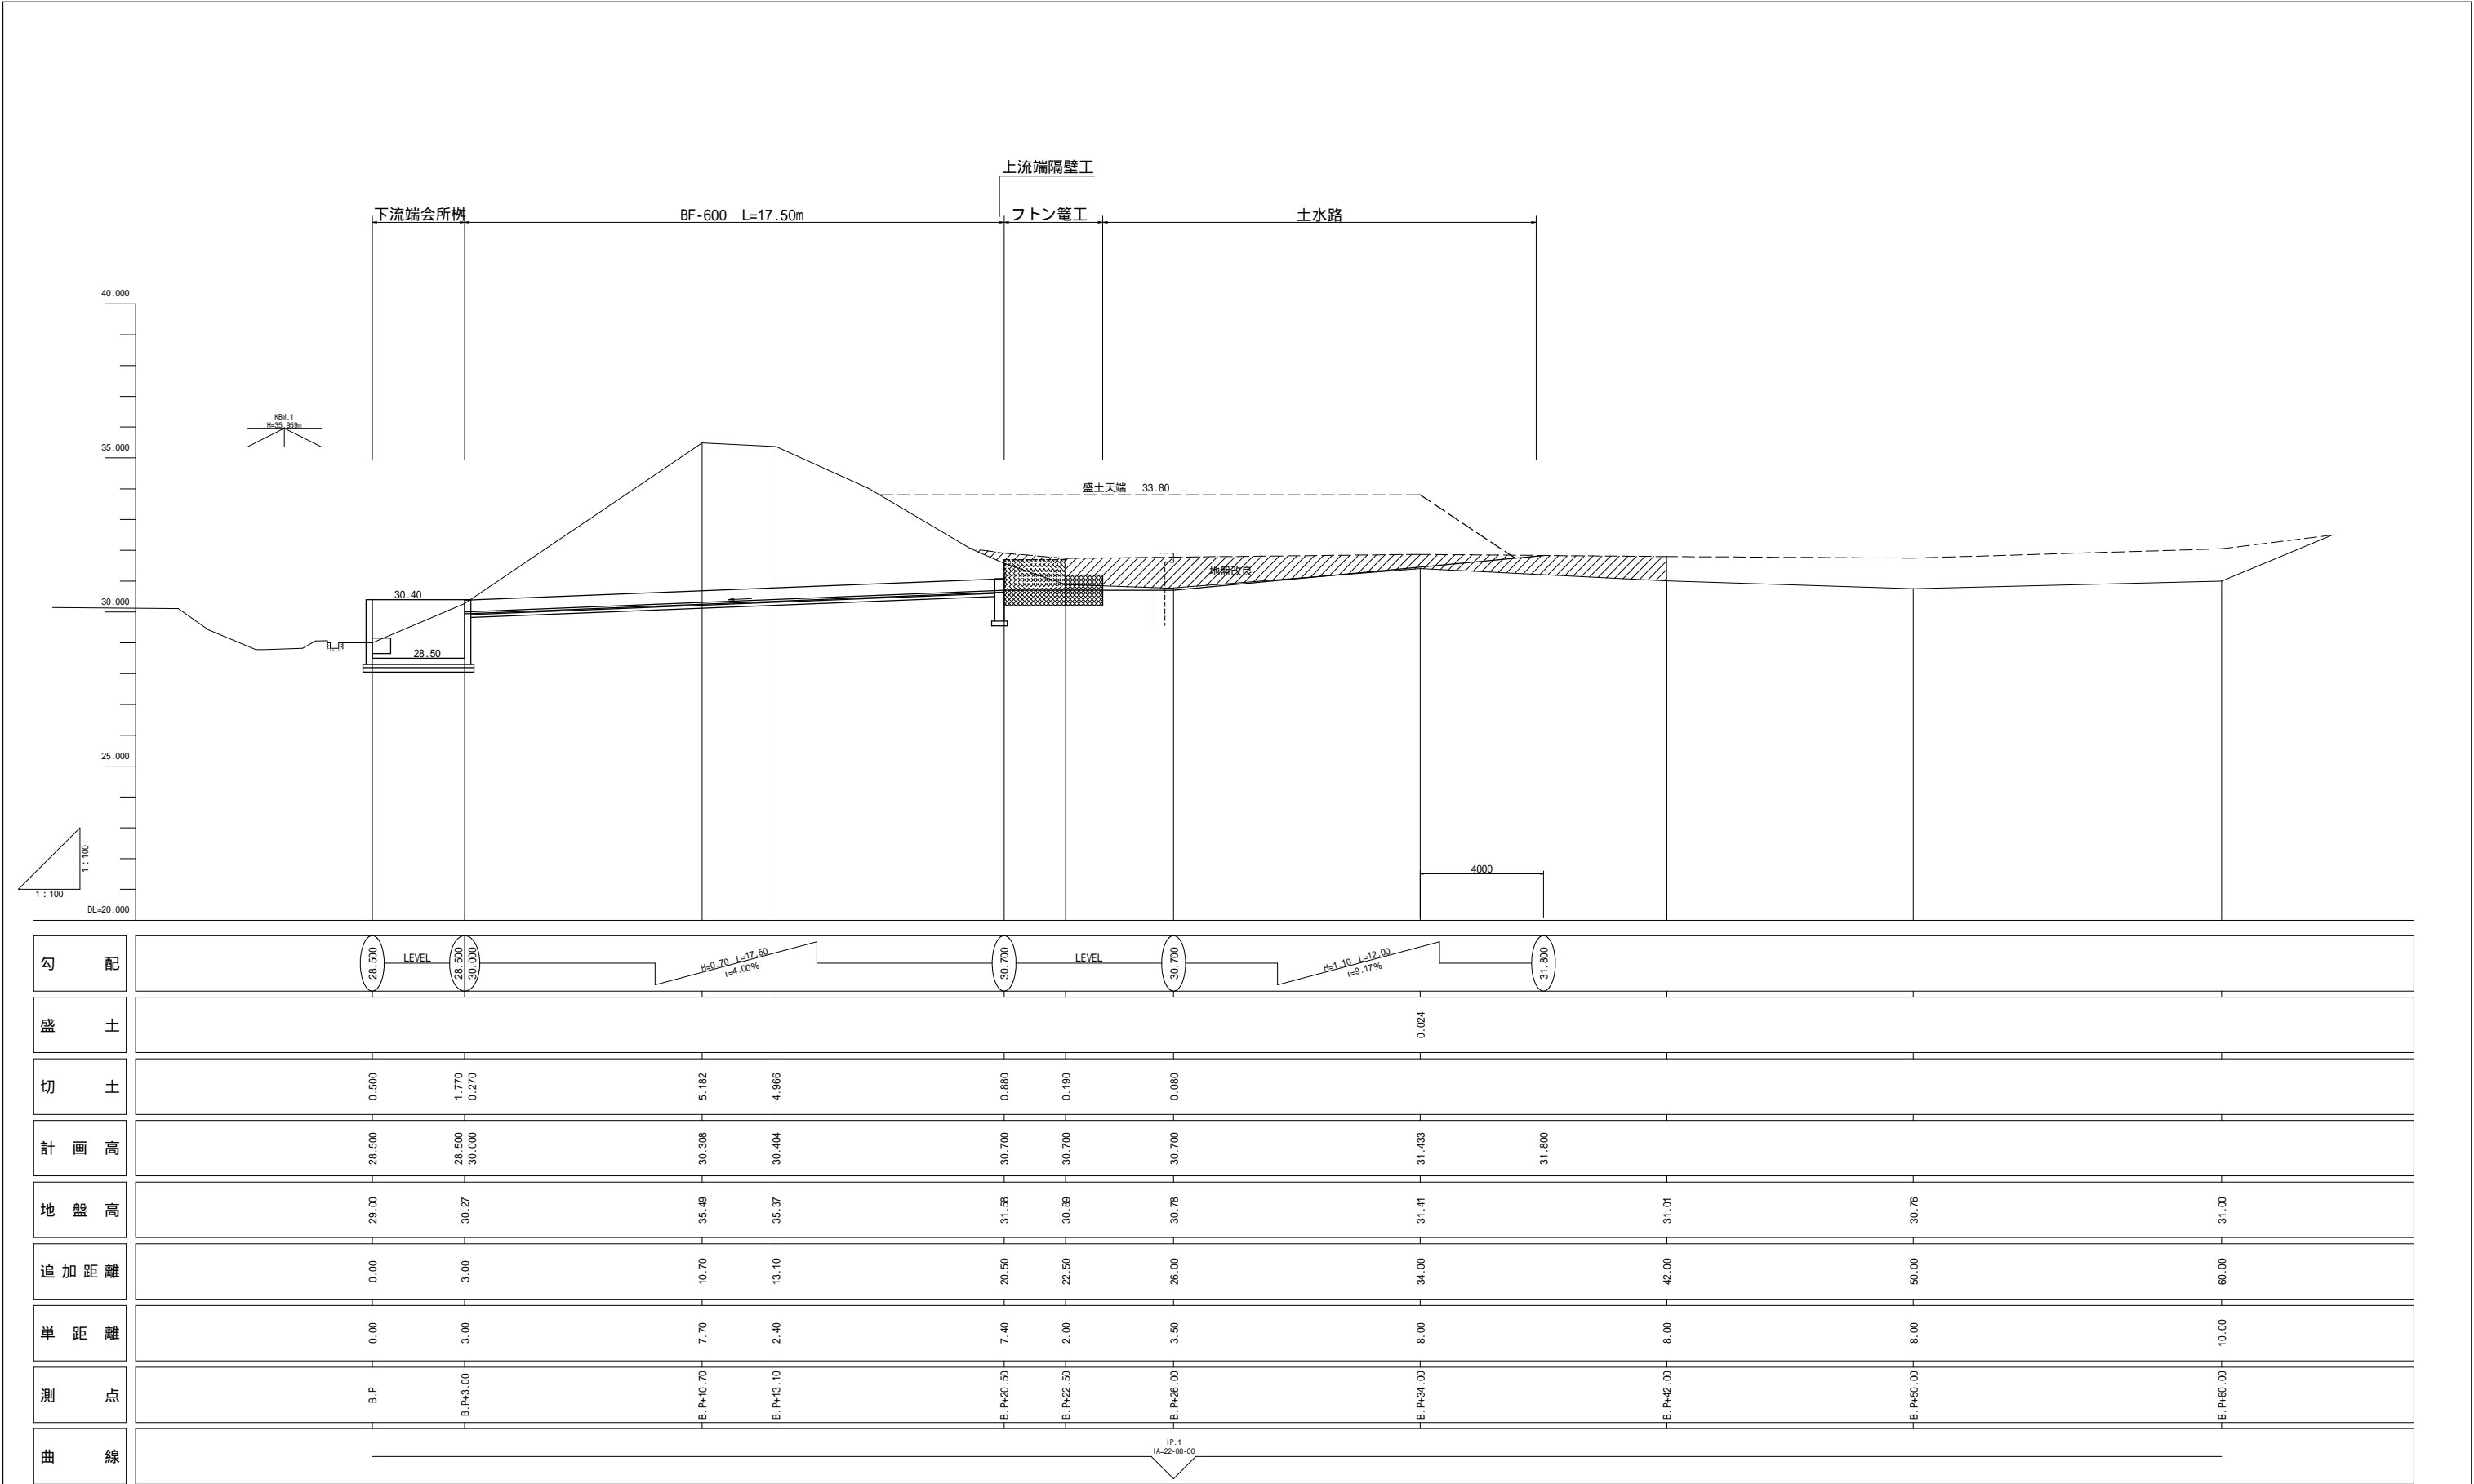 上流端隔壁工
下流端会所桝
BF-600 L=17.50m
フトン篭工
土水路
40.000
KBM.1
H=35.959m
35.000
盛土天端 33.80
地盤改良
30.000
30.40
28.50
25.000
1:100
1:100
4000
DL=20.000
勾 配
28.500
LEVEL
28.500
30.000
H=0.70 L=17.50
i=4.00%
30.700
LEVEL
30.700
H=1.10 L=12.00
i=9.17%
31.800
盛 土
0.024
切 土
0.500
1.770
0.270
5.182
4.966
0.880
0.190
0.080
計 画 高
28.500
28.500
30.000
30.308
30.404
30.700
30.700
30.700
31.433
31.800
地 盤 高
29.00
30.27
35.49
35.37
31.58
30.89
30.78
31.41
31.01
30.76
31.00
追 加 距 離
0.00
3.00
10.70
13.10
20.50
22.50
26.00
34.00
42.00
50.00
60.00
単 距 離
0.00
3.00
7.70
2.40
7.40
2.00
3.50
8.00
8.00
8.00
10.00
測 点
B.P
B.P+3.00
B.P+10.70
B.P+13.10
B.P+20.50
B.P+22.50
B.P+26.00
B.P+34.00
B.P+42.00
B.P+50.00
B.P+60.00
曲 線
IP.1
IA=22-00-00